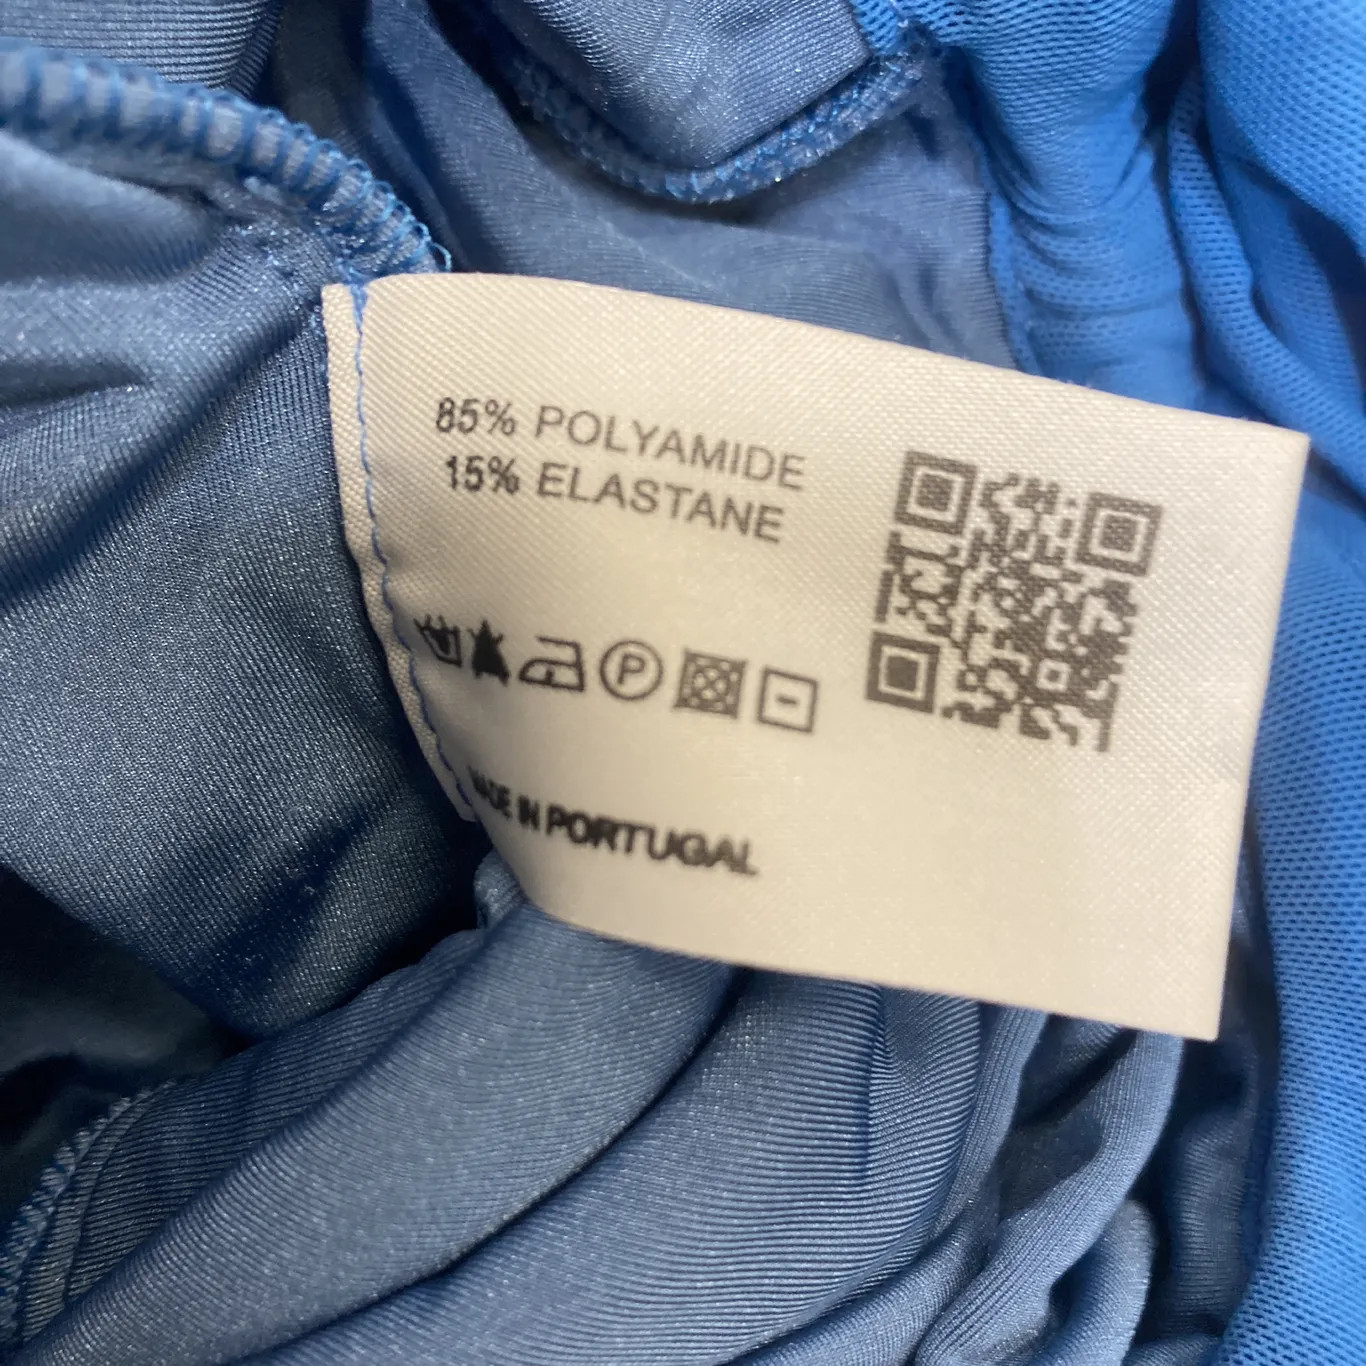 85% POLYAMIDE
15% ELASTANE
P
MADE IN PORTUGAL